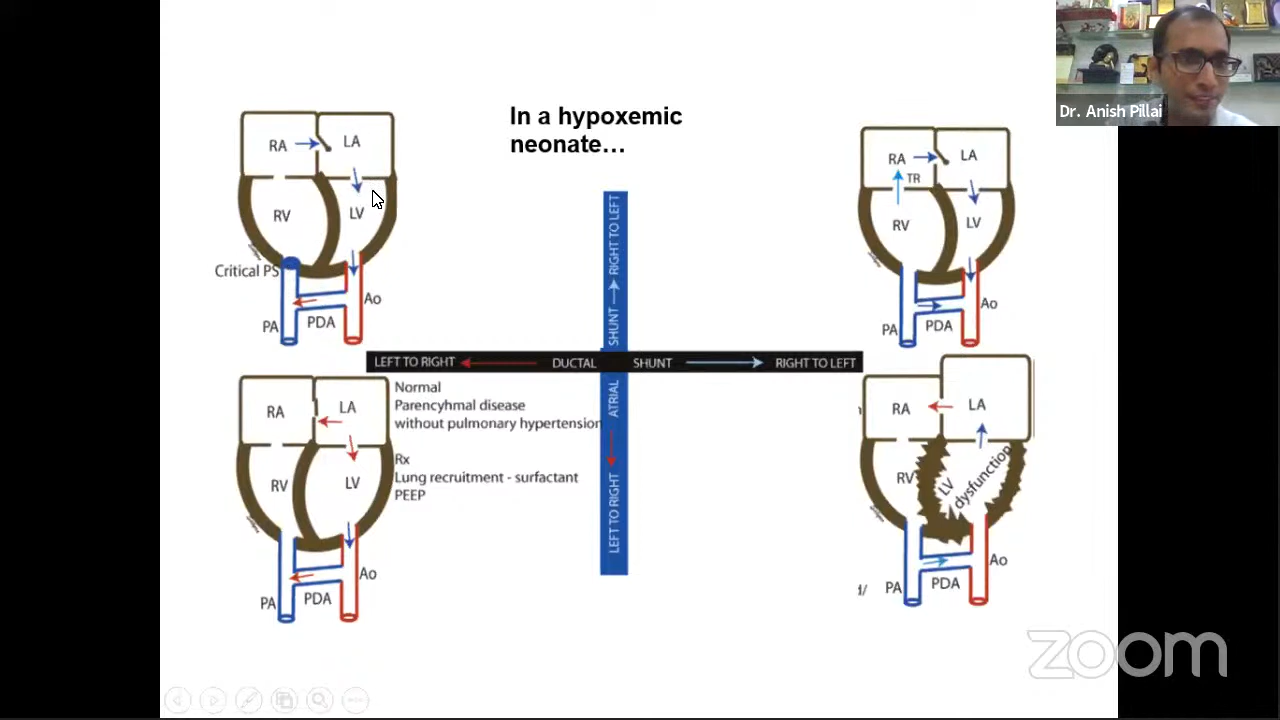 Dr. Anish Pillai
In a hypoxemic
neonate...
RA
LA
RV
LV
Critical PS
PA
PDA
Ao
RA
LA
TR
RV
LV
PA
PDA
Ao
SHUNT RIGHT TO LEFT
LEFT TO RIGHT DUCTAL SHUNT RIGHT TO LEFT
LEFT TO RIGHT ATRIAL
RA
LA
RV
LV
PA
PDA
Ao
Normal
Parencyhmal disease
without pulmonary hypertension
Rx
Lung recruitment - surfactant
PEEP
RA
LA
RV
LV
dysfunction
PA
PDA
Ao
zoom